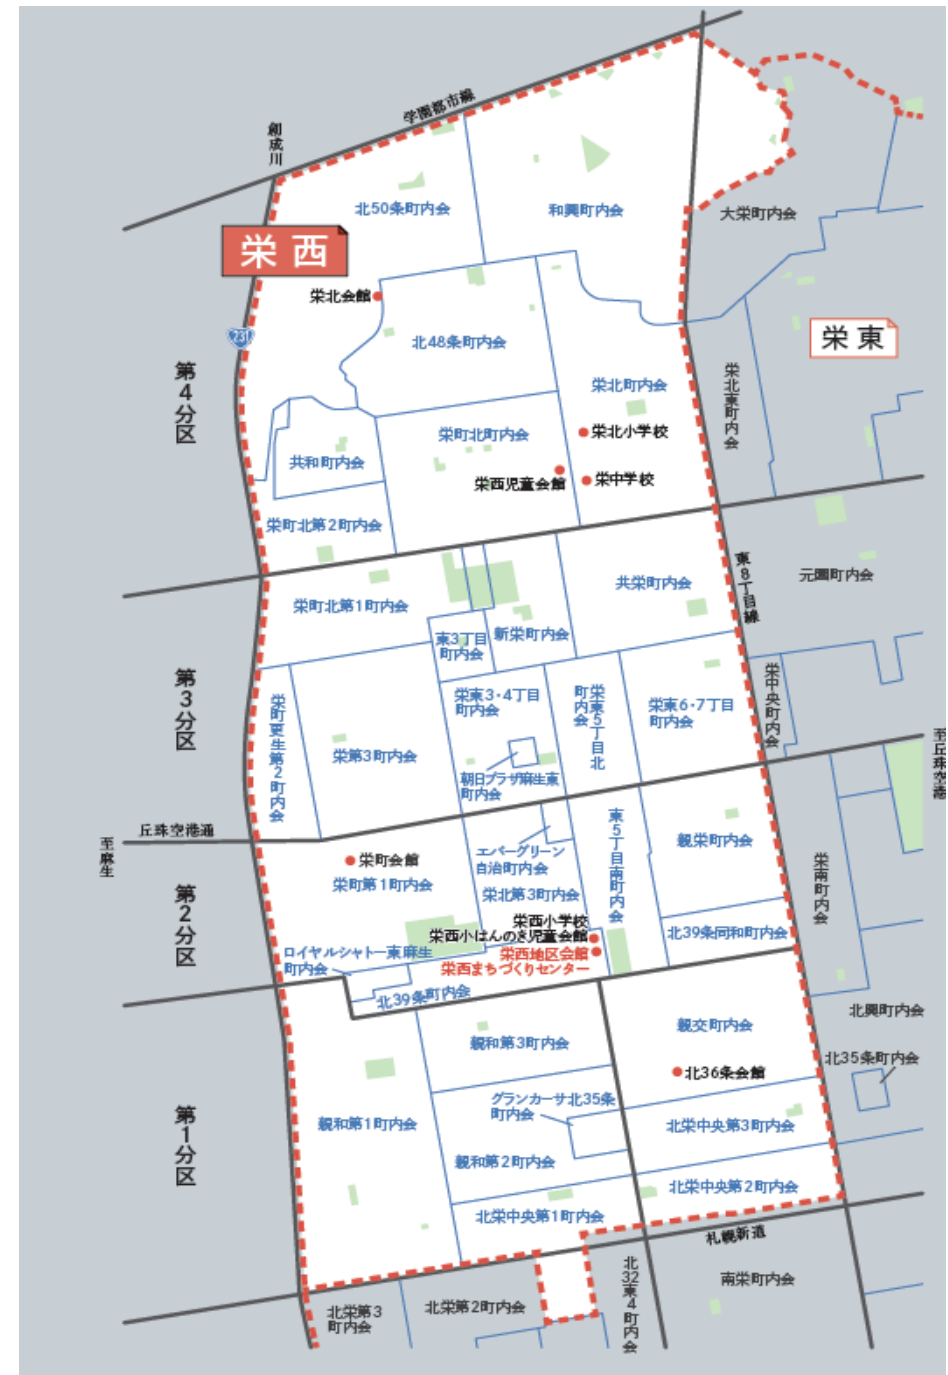 学園都市線
創成川
北50条町内会
和興町内会
大栄町内会
栄西
栄北会館
231
北48条町内会
栄東
第4分区
栄北町内会
栄北東町内会
栄町北町内会
栄北小学校
共和町内会
栄西児童会館
栄中学校
栄町北第2町内会
東8丁目線
元町団町内会
栄町北第1町内会
共栄町内会
東3丁目
町内会
新栄町内会
第3分区
栄町更生第2町内会
栄東3・4丁目
町内会
栄東5丁目北
町内会
栄東6・7丁目
町内会
栄中央町内会
栄第3町内会
朝日プラザ麻生東
町内会
至丘珠空港
丘珠空港通
至麻生
東5丁目南町内会
親栄町内会
栄南町内会
エバーグリーン
自治町内会
栄町会館
栄町第1町内会
栄北第3町内会
第2分区
栄西小学校
栄西小はんのき児童会館
北39条同和町内会
栄西地区会館
栄西まちづくりセンター
ロイヤルシャトー東麻生
町内会
北39条町内会
北興町内会
親交町内会
親和第3町内会
北35条町内会
北36条会館
第1分区
グランカーサ北35条
町内会
親和第1町内会
北栄中央第3町内会
親和第2町内会
北栄中央第2町内会
北栄中央第1町内会
札幌新道
北32東4町内会
南栄町内会
北栄第3
町内会
北栄第2町内会